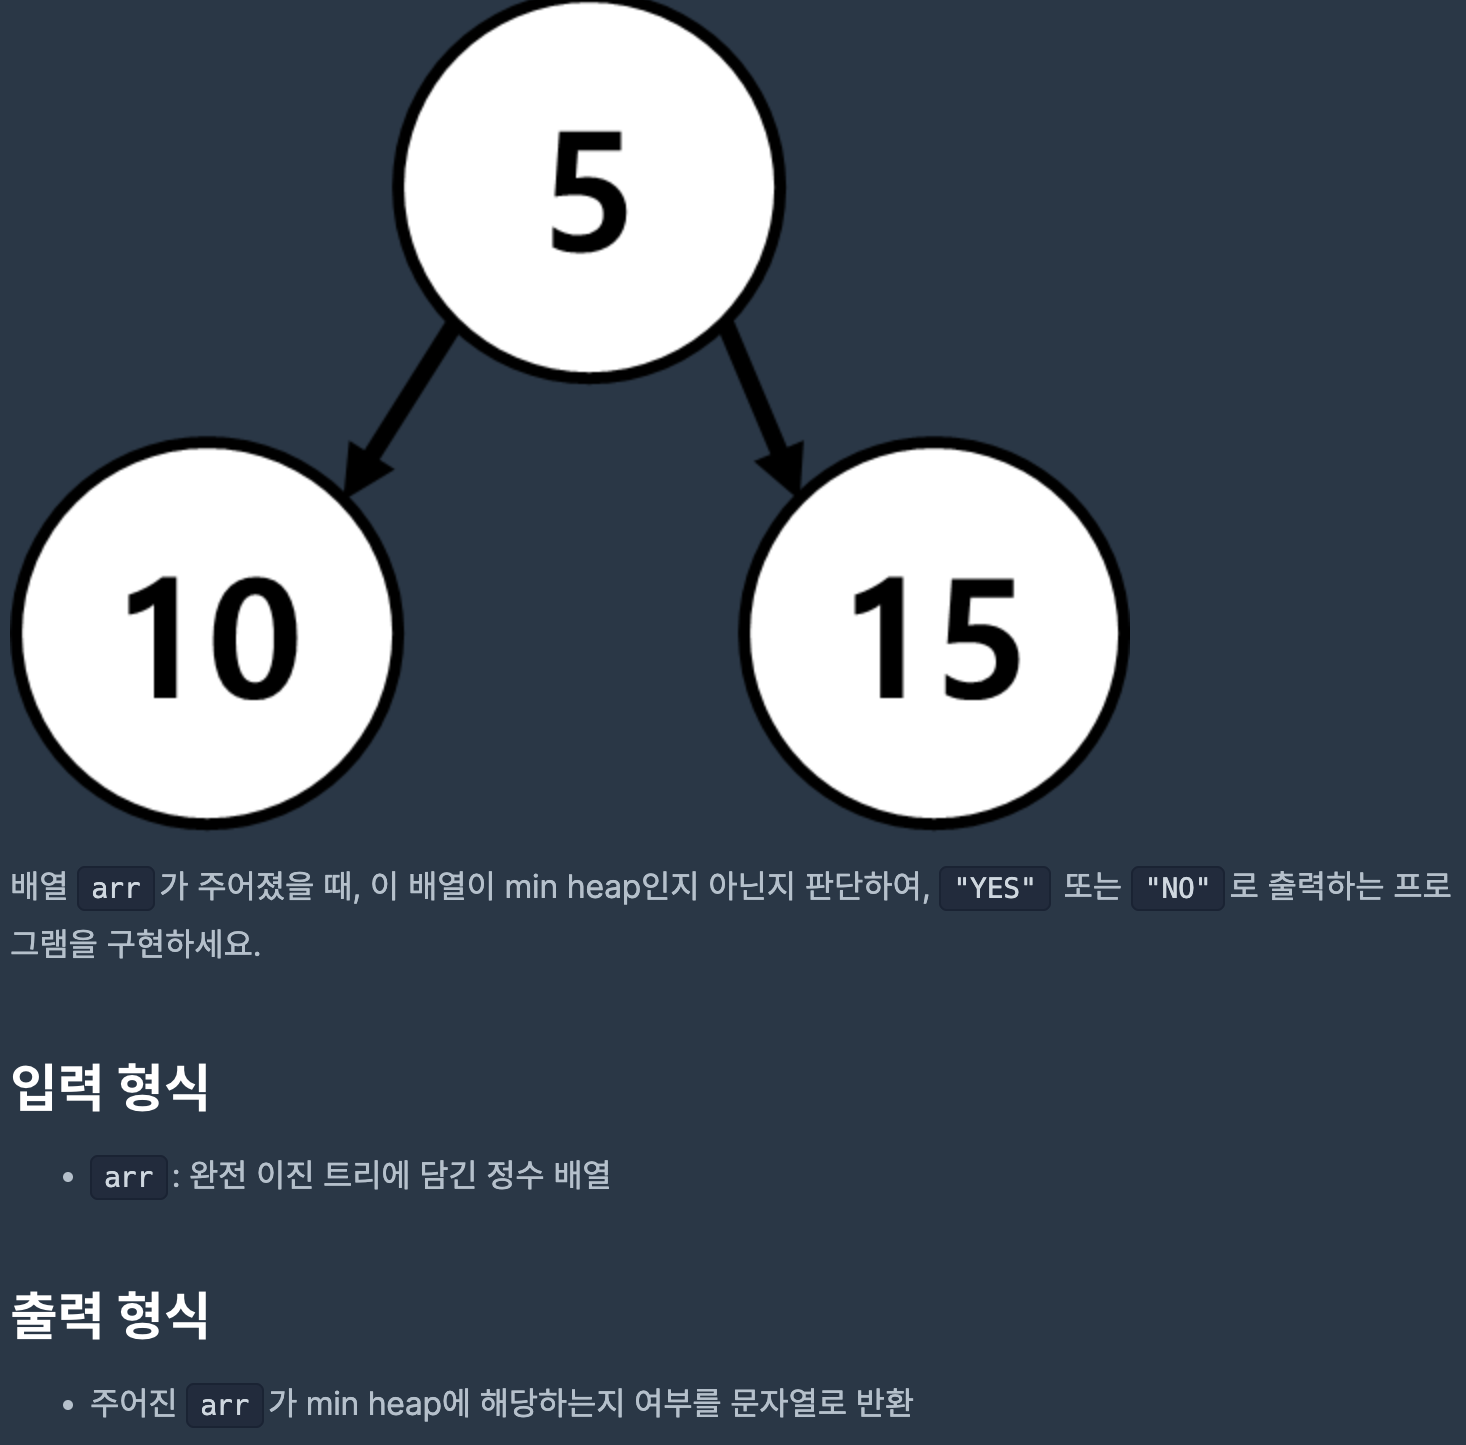 5
10 15
배열 arr 가 주어졌을 때, 이 배열이 min heap인지 아닌지 판단하여, "YES" 또는 "NO" 로 출력하는 프로
그램을 구현하세요.
입력 형식
• arr : 완전 이진 트리에 담긴 정수 배열
출력 형식
• 주어진 arr 가 min heap에 해당하는지 여부를 문자열로 반환